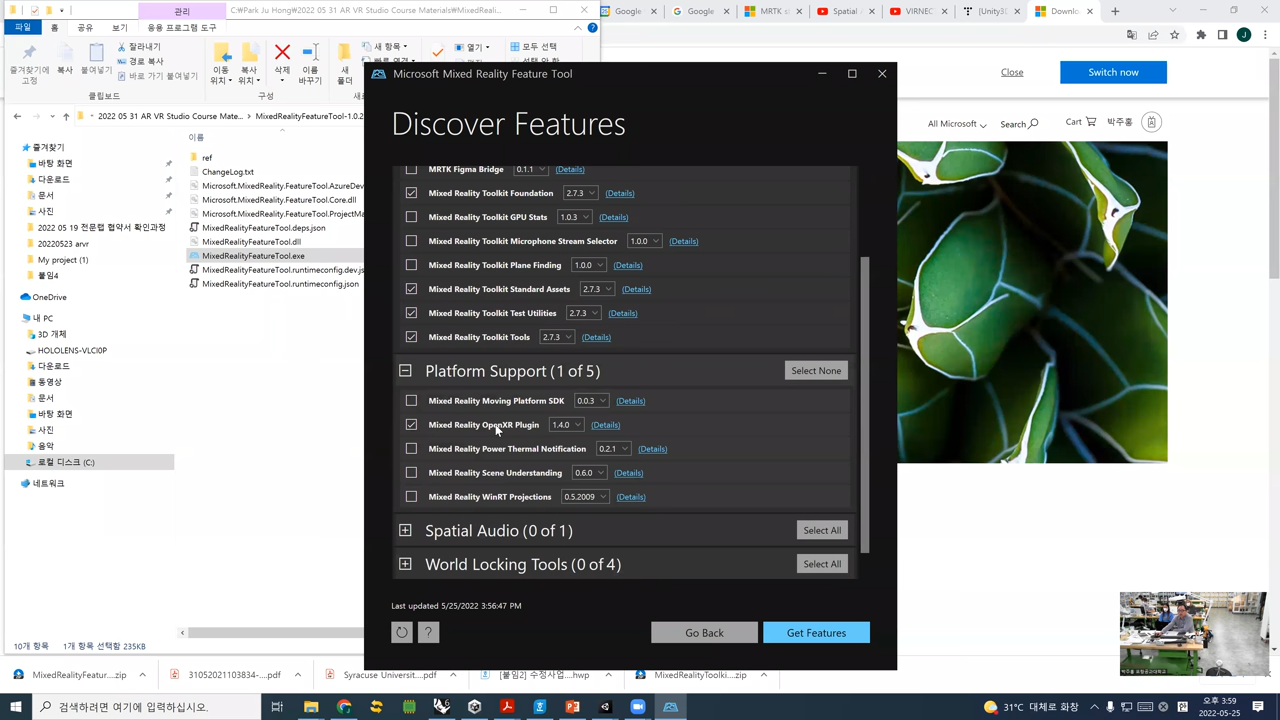 관리
C:₩Park Ju Hong₩2022 05 31 AR VR Studio Course Materials₩MixedReali...
Google
Google
Spatial
VIRNEC
[Unity3D
Downlo
파일
홈
공유
보기
응용 프로그램 도구
즐겨찾기에 고정
복사
붙여넣기
잘라내기
경로 복사
바로 가기 붙여넣기
이동 위치
복사 위치
삭제
이름 바꾸기
새 폴더
새 항목
열기
모두 선택
클립보드
구성
2022 05 31 AR VR Studio Course Mate...
MixedRealityFeatureTool-1.0.2
이름
즐겨찾기
바탕 화면
다운로드
문서
사진
2022 05 19 전문랩 협약서 확인과정
20220523 arvr
My project (1)
붙임4
OneDrive
내 PC
3D 개체
HOLOLENS-VLCI0P
다운로드
동영상
문서
바탕 화면
사진
음악
로컬 디스크 (C:)
네트워크
ref
ChangeLog.txt
Microsoft.MixedReality.FeatureTool.AzureDev
Microsoft.MixedReality.FeatureTool.Core.dll
Microsoft.MixedReality.FeatureTool.ProjectMa
MixedRealityFeatureTool.deps.json
MixedRealityFeatureTool.dll
MixedRealityFeatureTool.exe
MixedRealityFeatureTool.runtimeconfig.dev.js
MixedRealityFeatureTool.runtimeconfig.json
10개 항목
1개 항목 선택함 235KB
Microsoft Mixed Reality Feature Tool
Discover Features
MRTK Figma Bridge 0.1.1 (Details)
Mixed Reality Toolkit Foundation 2.7.3 (Details)
Mixed Reality Toolkit GPU Stats 1.0.3 (Details)
Mixed Reality Toolkit Microphone Stream Selector 1.0.0 (Details)
Mixed Reality Toolkit Plane Finding 1.0.0 (Details)
Mixed Reality Toolkit Standard Assets 2.7.3 (Details)
Mixed Reality Toolkit Test Utilities 2.7.3 (Details)
Mixed Reality Toolkit Tools 2.7.3 (Details)
Platform Support (1 of 5) Select None
Mixed Reality Moving Platform SDK 0.0.3 (Details)
Mixed Reality OpenXR Plugin 1.4.0 (Details)
Mixed Reality Power Thermal Notification 0.2.1 (Details)
Mixed Reality Scene Understanding 0.6.0 (Details)
Mixed Reality WinRT Projections 0.5.2009 (Details)
Spatial Audio (0 of 1) Select All
World Locking Tools (0 of 4) Select All
Last updated 5/25/2022 3:56:47 PM
? Go Back Get Features
Close
Switch now
All Microsoft
Search
Cart
박주홍
MixedRealityFeatur....zip
31052021103834-....pdf
Syracuse Universit....pdf
[붙임2] 수정사업....hwp
MixedRealityToolki....zip
검색하려면 여기에 입력하십시오.
31°C 대체로 화창
오후 3:59
2022-05-25